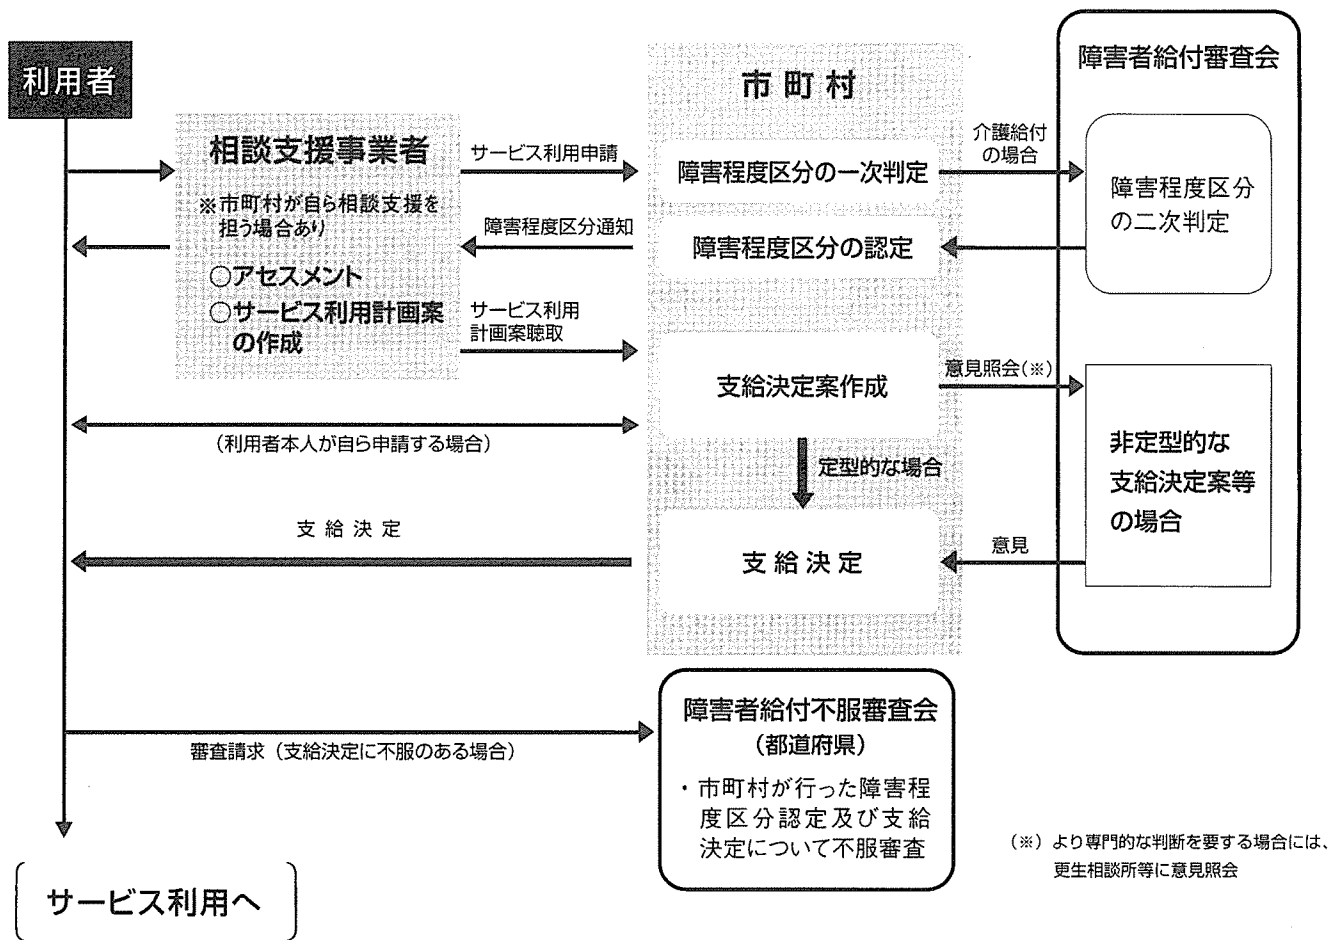 利用者
相談支援事業者
※市町村が自ら相談支援を
担う場合あり
○アセスメント
○サービス利用計画案
の作成
サービス利用申請
障害程度区分通知
サービス利用
計画案聴取
市町村
障害程度区分の一次判定
障害程度区分の認定
支給決定案作成
定型的な場合
支給決定
介護給付
の場合
意見照会(※)
意見
障害者給付審査会
障害程度区分
の二次判定
非定型的な
支給決定案等
の場合
(利用者本人が自ら申請する場合)
支給決定
審査請求(支給決定に不服のある場合)
障害者給付不服審査会
(都道府県)
・市町村が行った障害程
度区分認定及び支給
決定について不服審査
(※)より専門的な判断を要する場合には、
更生相談所等に意見照会
サービス利用へ